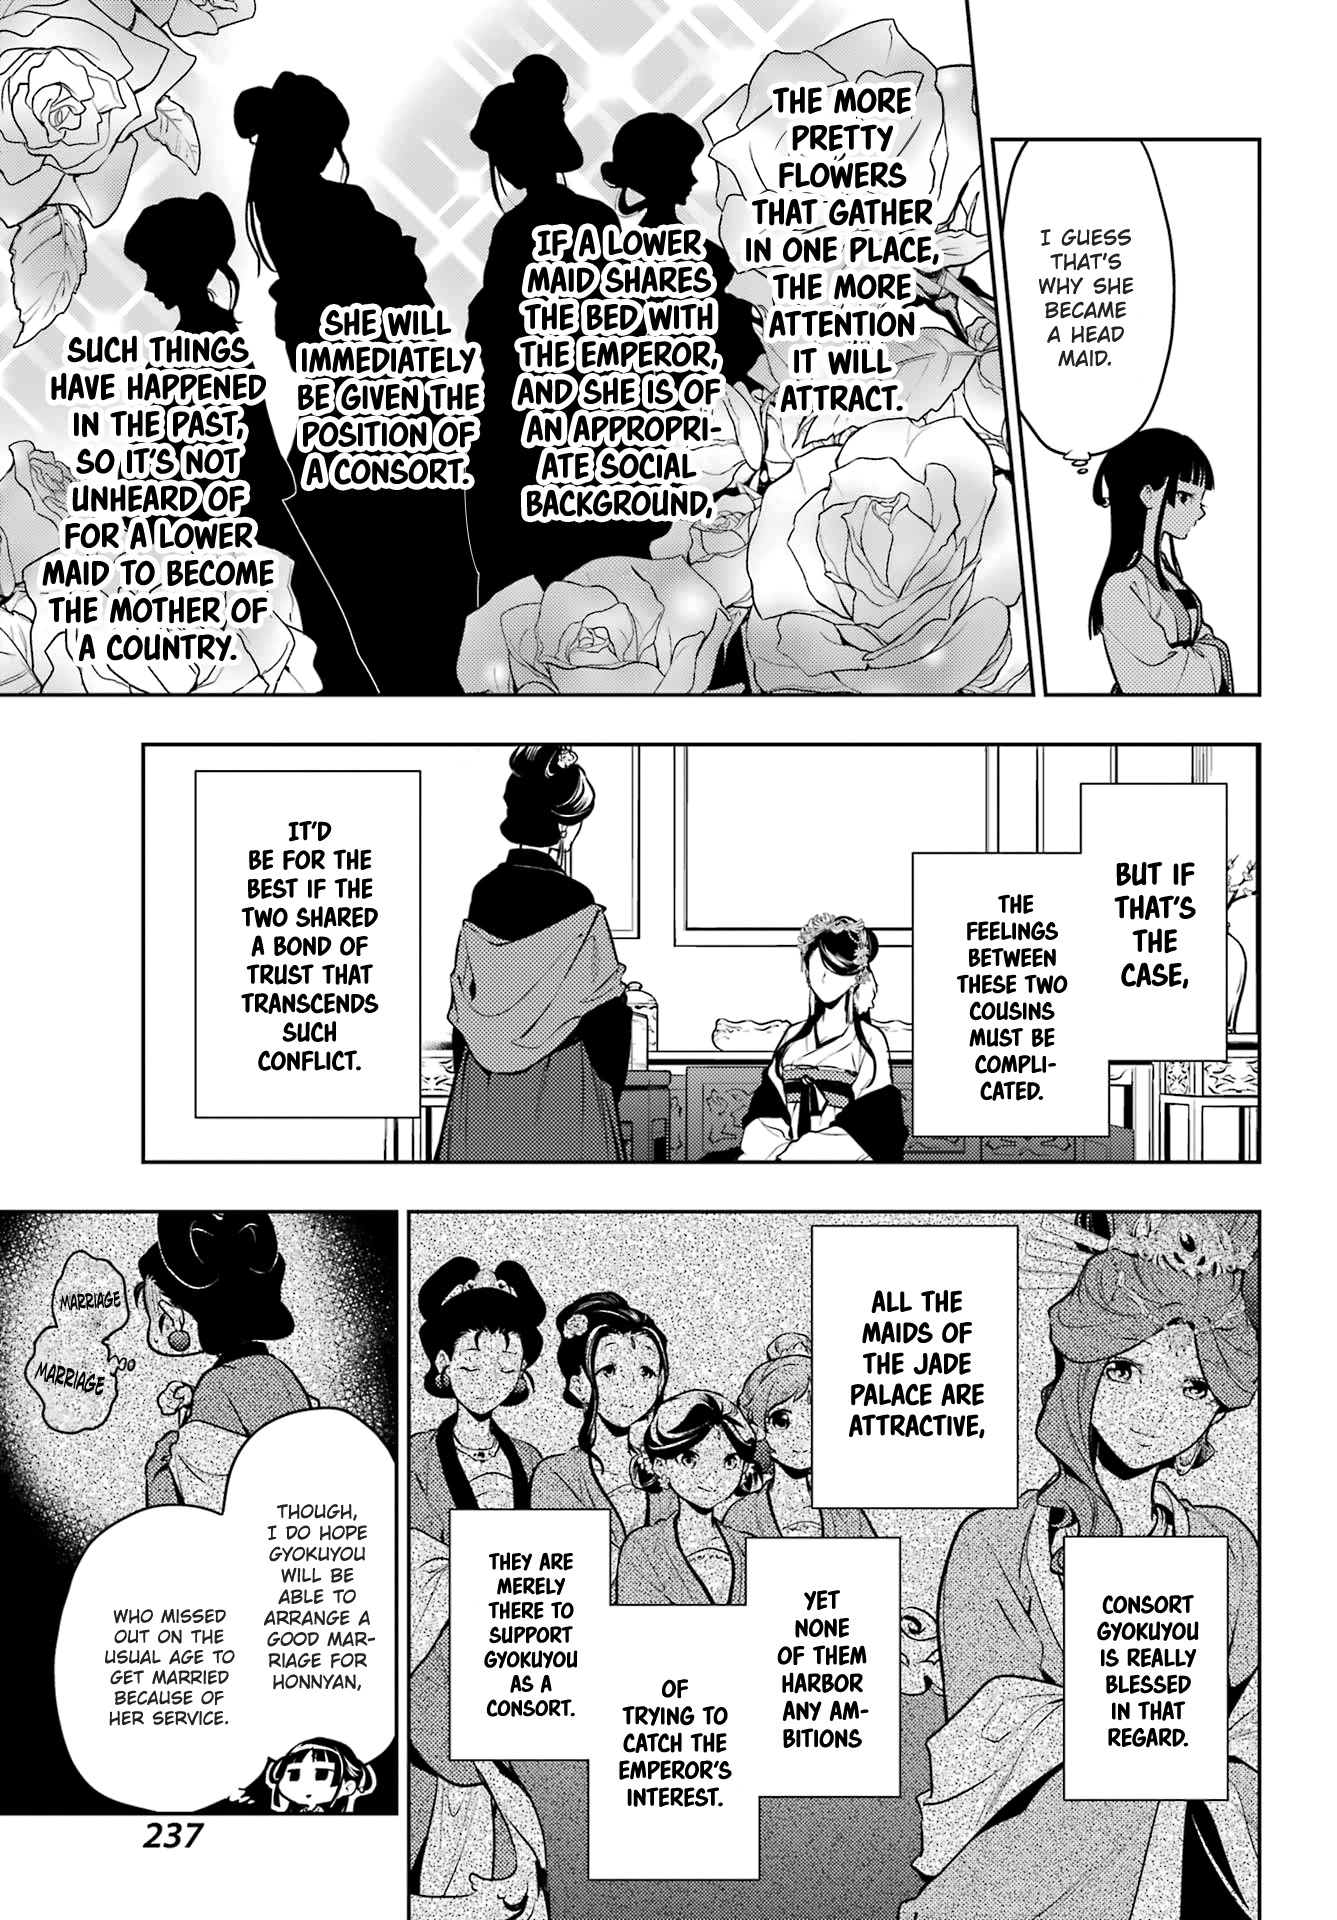 I GUESS
THAT'S
WHY SHE
BECAME
A HEAD
MAID.
THE MORE
PRETTY
FLOWERS
THAT GATHER
IN ONE PLACE,
THE MORE
ATTENTION
IT WILL
ATTRACT.
IF A LOWER
MAID SHARES
THE BED WITH
THE EMPEROR,
AND SHE IS OF
AN APPROPRI-
ATE SOCIAL
BACKGROUND,
SHE WILL
IMMEDIATELY
BE GIVEN THE
POSITION OF
A CONSORT.
SUCH THINGS
HAVE HAPPENED
IN THE PAST,
SO IT'S NOT
UNHEARD OF
FOR A LOWER
MAID TO BECOME
THE MOTHER OF
A COUNTRY.
BUT IF
THAT'S
THE
CASE,
THE
FEELINGS
BETWEEN
THESE TWO
COUSINS
MUST BE
COMPLI-
CATED.
IT'D
BE FOR THE
BEST IF THE
TWO SHARED
A BOND OF
TRUST THAT
TRANSCENDS
SUCH
CONFLICT.
CONSORT
GYOKUYOU
IS REALLY
BLESSED
IN THAT
REGARD.
ALL THE
MAIDS OF
THE JADE
PALACE ARE
ATTRACTIVE,
YET
NONE
OF THEM
HARBOR
ANY AM-
BITIONS
OF
TRYING TO
CATCH THE
EMPEROR'S
INTEREST.
THEY ARE
MERELY
THERE TO
SUPPORT
GYOKUYOU
AS A
CONSORT.
MARRIAGE
MARRIAGE
THOUGH,
I DO HOPE
GYOKUYOU
WILL BE
ABLE TO
ARRANGE A
GOOD MAR-
RIAGE FOR
HONNYAN,
WHO MISSED
OUT ON THE
USUAL AGE TO
GET MARRIED
BECAUSE OF
HER SERVICE.
237